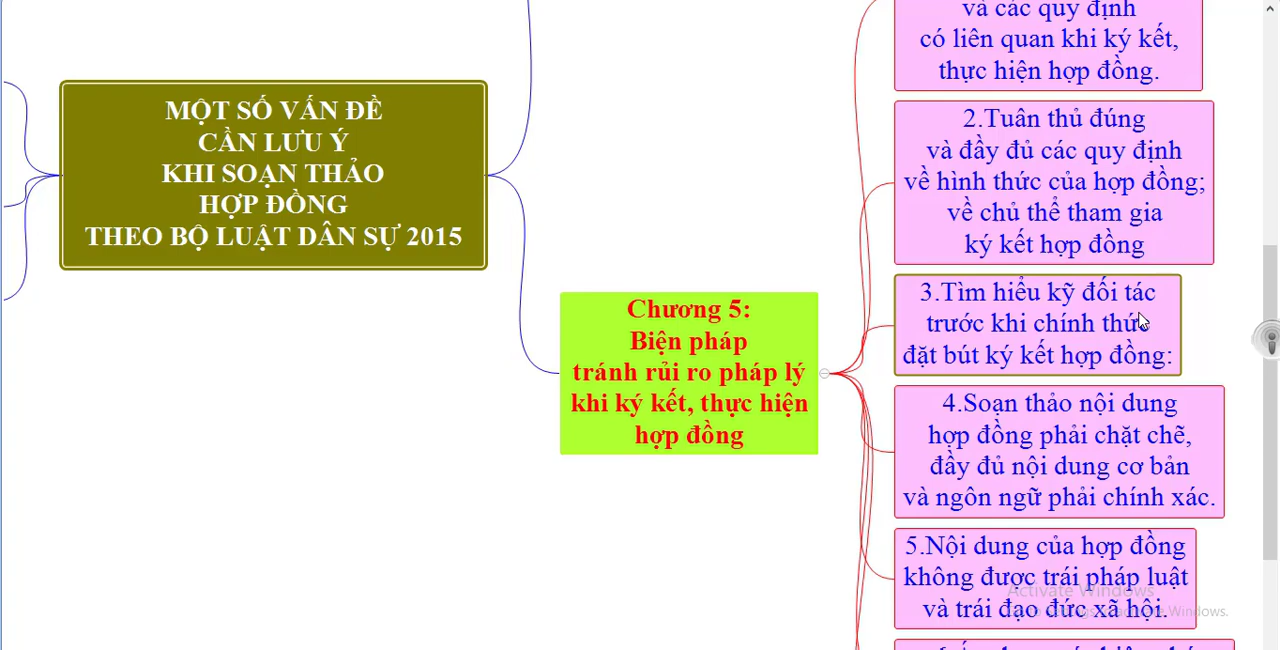 MỘT SỐ VẤN ĐỀ
CẦN LƯU Ý
KHI SOẠN THẢO
HỢP ĐỒNG
THEO BỘ LUẬT DÂN SỰ 2015
Chương 5:
Biện pháp
tránh rủi ro pháp lý
khi ký kết, thực hiện
hợp đồng
và các quy định
có liên quan khi ký kết,
thực hiện hợp đồng.
2.Tuân thủ đúng
và đầy đủ các quy định
về hình thức của hợp đồng;
về chủ thể tham gia
ký kết hợp đồng
3.Tìm hiểu kỹ đối tác
trước khi chính thức
đặt bút ký kết hợp đồng:
4.Soạn thảo nội dung
hợp đồng phải chặt chẽ,
đầy đủ nội dung cơ bản
và ngôn ngữ phải chính xác.
5.Nội dung của hợp đồng
không được trái pháp luật
và trái đạo đức xã hội.
Activate Windows
Windows.